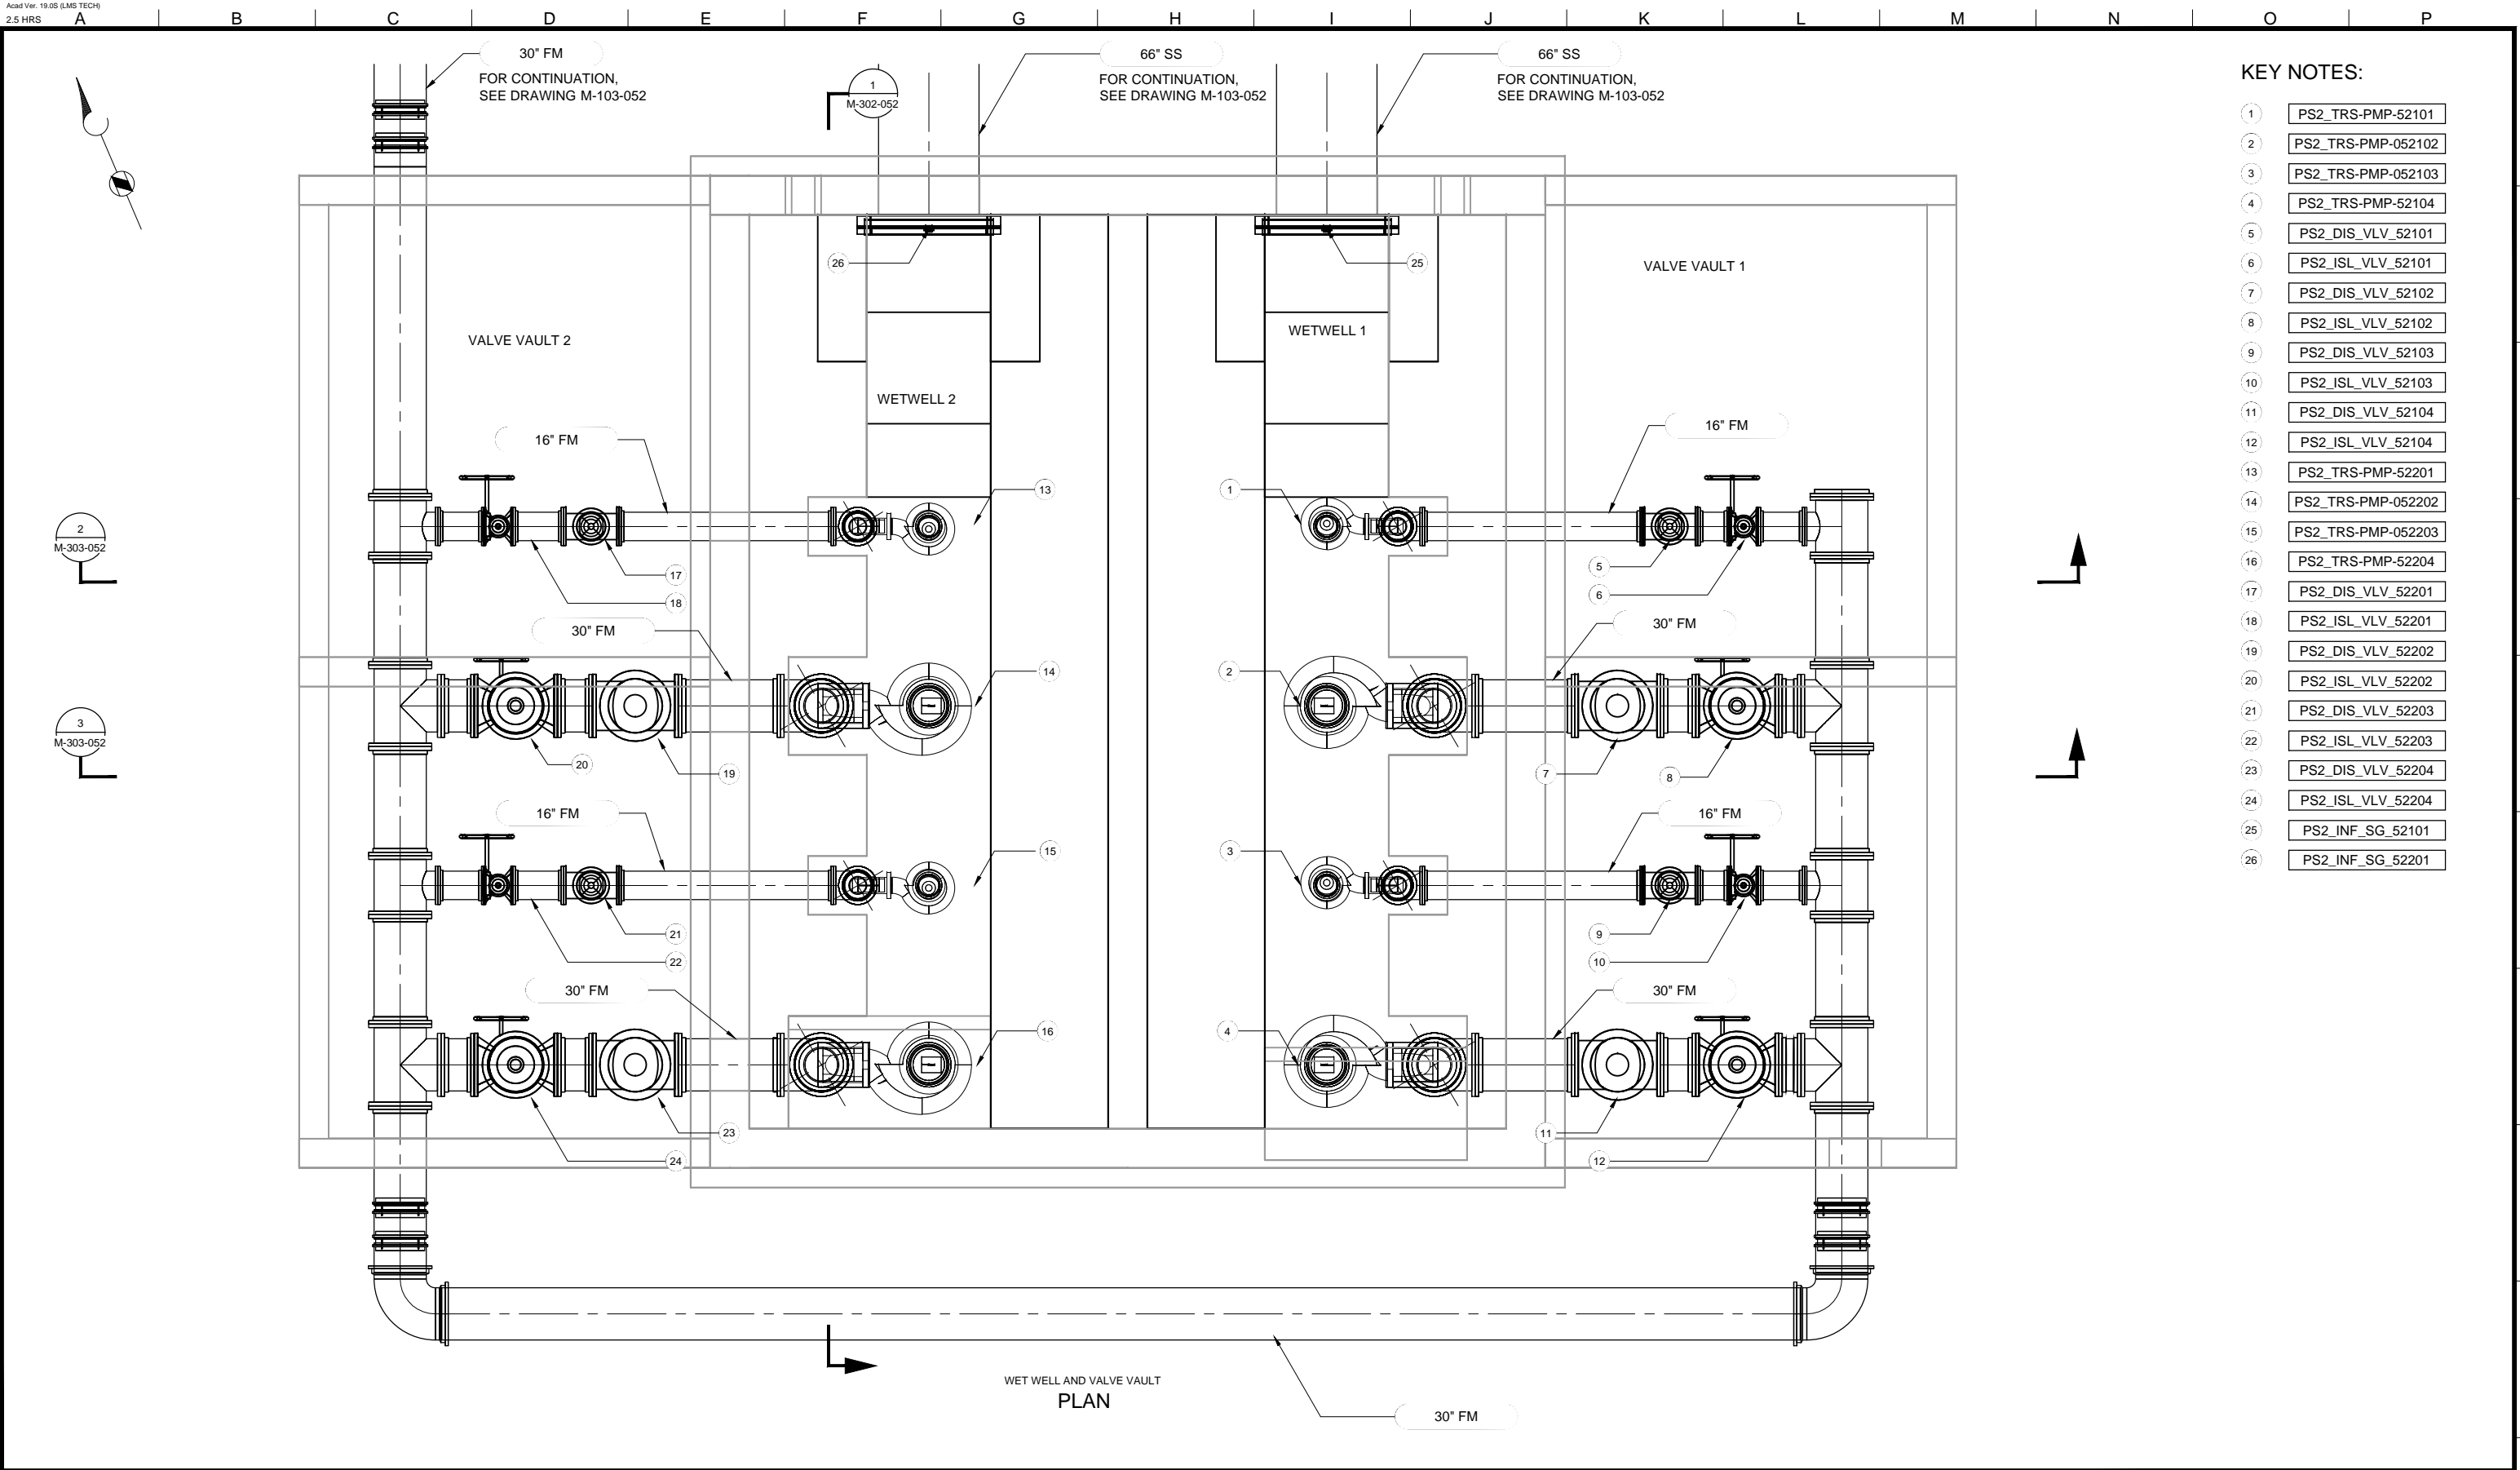 Acad Ver. 19.0S (LMS TECH)
2.5 HRS
A B C D E F G H I J K L M N O P
30" FM
FOR CONTINUATION,
SEE DRAWING M-103-052
1
M-302-052
66" SS
FOR CONTINUATION,
SEE DRAWING M-103-052
66" SS
FOR CONTINUATION,
SEE DRAWING M-103-052
26
25
VALVE VAULT 1
VALVE VAULT 2
WETWELL 1
WETWELL 2
16" FM
16" FM
13
1
2
M-303-052
17
18
5
6
30" FM
30" FM
14
2
3
M-303-052
20
19
7
8
16" FM
16" FM
15
3
21
22
9
10
30" FM
30" FM
16
4
23
24
11
12
WET WELL AND VALVE VAULT
PLAN
30" FM
KEY NOTES:
1 PS2_TRS-PMP-52101
2 PS2_TRS-PMP-052102
3 PS2_TRS-PMP-052103
4 PS2_TRS-PMP-52104
5 PS2_DIS_VLV_52101
6 PS2_ISL_VLV_52101
7 PS2_DIS_VLV_52102
8 PS2_ISL_VLV_52102
9 PS2_DIS_VLV_52103
10 PS2_ISL_VLV_52103
11 PS2_DIS_VLV_52104
12 PS2_ISL_VLV_52104
13 PS2_TRS-PMP-52201
14 PS2_TRS-PMP-052202
15 PS2_TRS-PMP-052203
16 PS2_TRS-PMP-52204
17 PS2_DIS_VLV_52201
18 PS2_ISL_VLV_52201
19 PS2_DIS_VLV_52202
20 PS2_ISL_VLV_52202
21 PS2_DIS_VLV_52203
22 PS2_ISL_VLV_52203
23 PS2_DIS_VLV_52204
24 PS2_ISL_VLV_52204
25 PS2_INF_SG_52101
26 PS2_INF_SG_52201